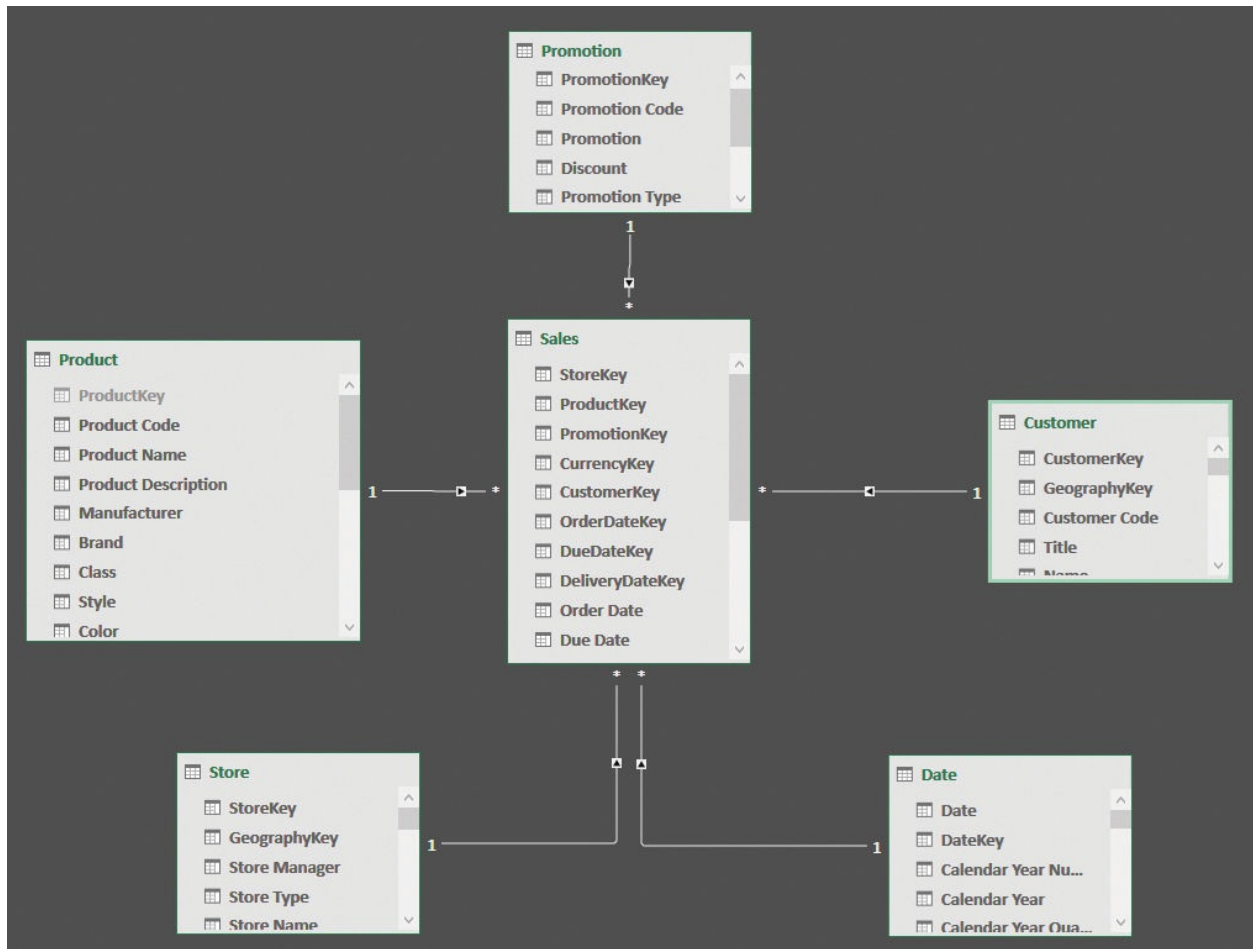 Promotion
PromotionKey
Promotion Code
Promotion
Discount
Promotion Type
1
*
Product
ProductKey
Product Code
Product Name
Product Description
Manufacturer
Brand
Class
Style
Color
1
*
Sales
StoreKey
ProductKey
PromotionKey
CurrencyKey
CustomerKey
OrderDateKey
DueDateKey
DeliveryDateKey
Order Date
Due Date
*
1
Customer
CustomerKey
GeographyKey
Customer Code
Title
Name
* *
Store
StoreKey
GeographyKey
Store Manager
Store Type
Store Name
1
1
Date
Date
DateKey
Calendar Year Nu...
Calendar Year
Calendar Year Qua...